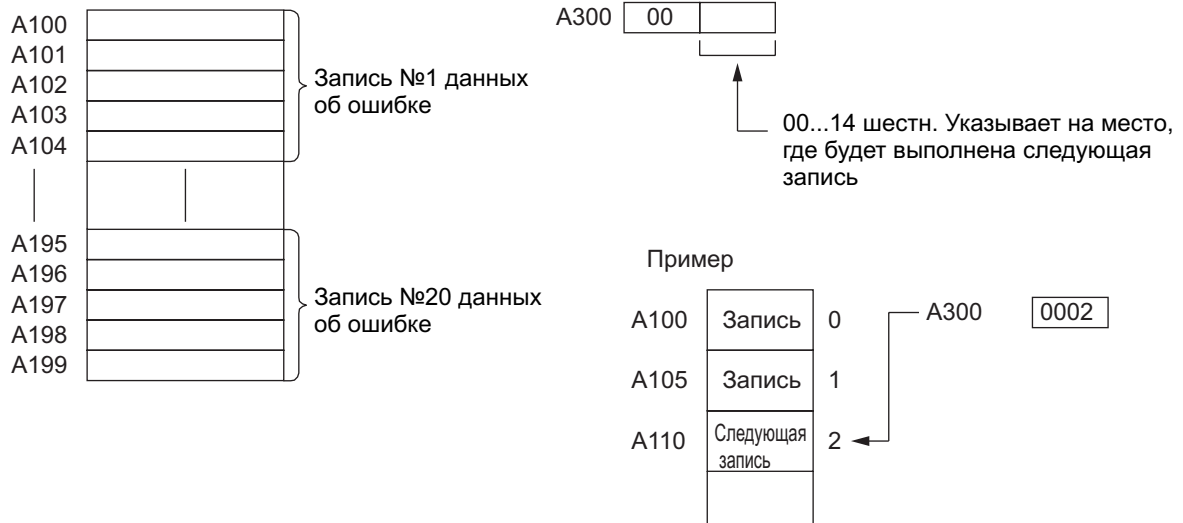 A100
A101
A102
A103
A104
Запись №1 данных
об ошибке
A195
A196
A197
A198
A199
Запись №20 данных
об ошибке
A300 00
00...14 шестн. Указывает на место,
где будет выполнена следующая
запись
Пример
A100 Запись 0
A105 Запись 1
A110 Следующая
запись 2
A300 0002